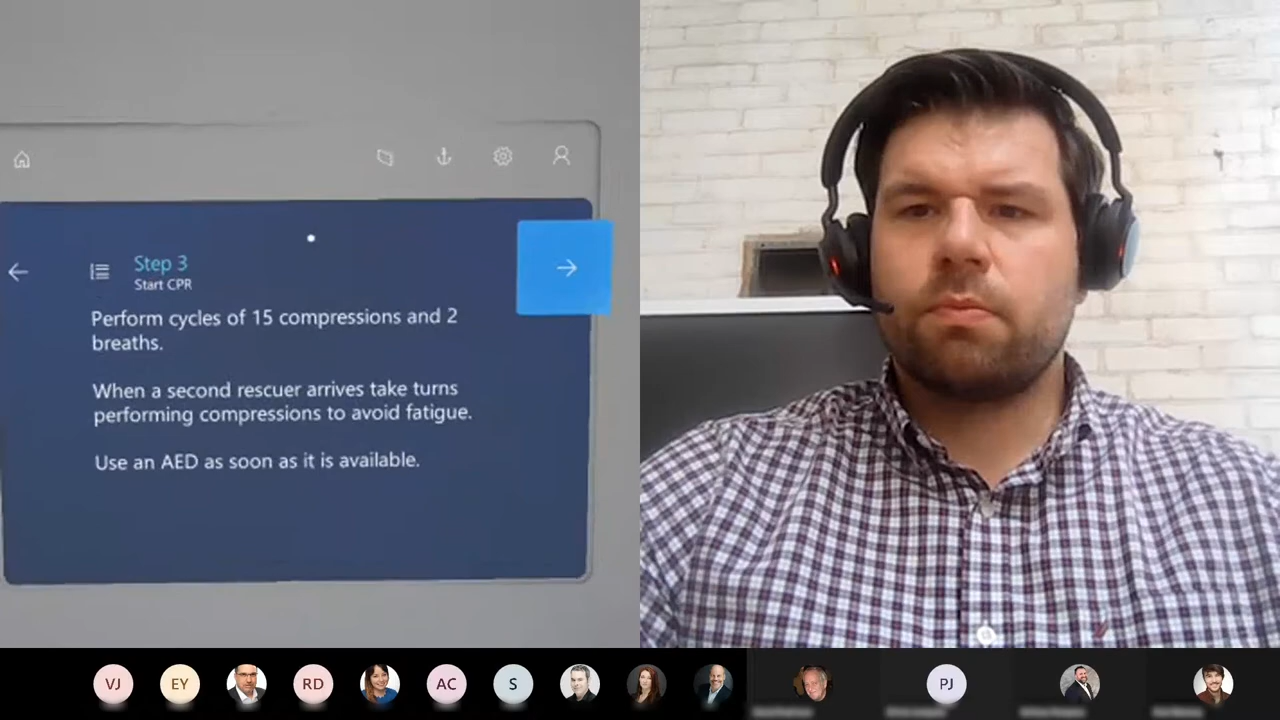 Step 3
Start CPR
Perform cycles of 15 compressions and 2
breaths.
When a second rescuer arrives take turns
performing compressions to avoid fatigue.
Use an AED as soon as it is available.
VJ
EY
RD
AC
S
PJ